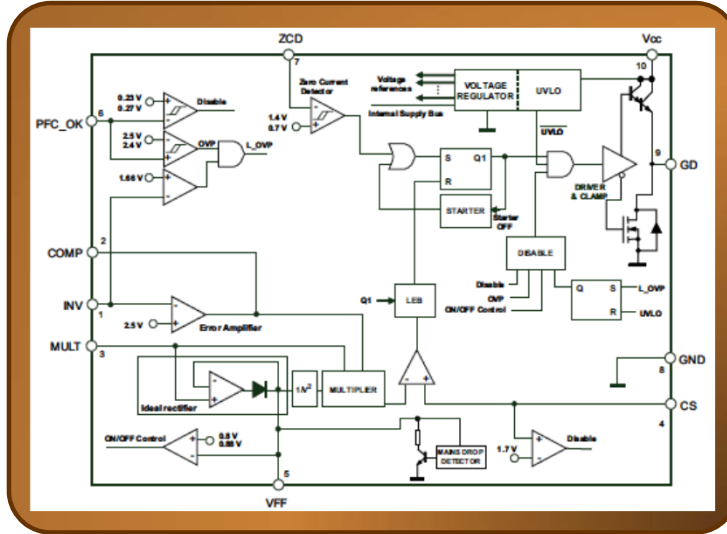 ZCD
Vcc
7
10
0.23 V
0.27 V
Disable
Zero Current
Detector
Voltage
references
VOLTAGE
REGULATOR
UVLO
Internal Supply Bus
6
PFC_OK
1.4 V
0.7 V
2.5 V
2.4 V
OVP
L_OVP
UVLO
1.66 V
S
Q1
R
9
GD
DRIVER
& CLAMP
STARTER
Starter
OFF
2
COMP
DISABLE
Disable
OVP
ON/OFF Control
Q
S
L_OVP
R
UVLO
INV
1
Q1
LEB
2.5 V
Error Amplifier
MULT
3
GND
8
Ideal rectifier
1/V²
MULTIPLIER
CS
4
ON/OFF Control
0.8 V
0.88 V
MAINS DROP
DETECTOR
1.7 V
Disable
5
VFF